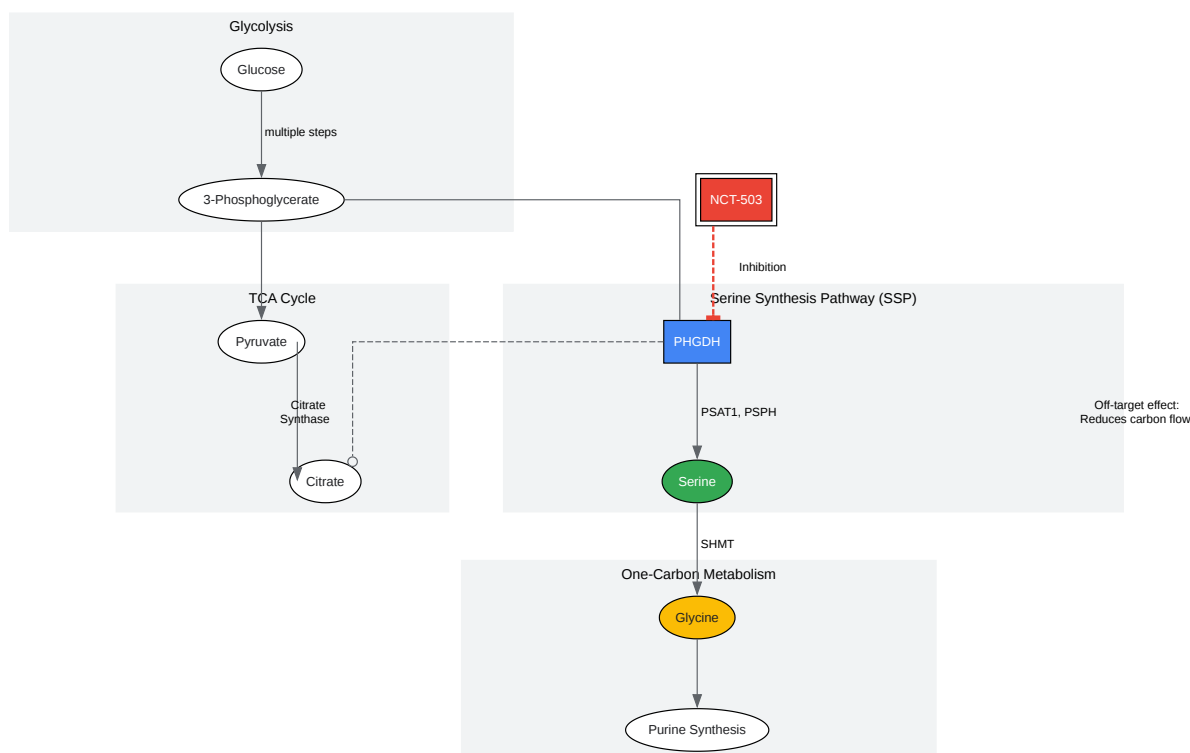 Glycolysis
Glucose
multiple steps
3-Phosphoglycerate
NCT-503
Inhibition
TCA Cycle
Serine Synthesis Pathway (SSP)
Pyruvate
PHGDH
Citrate
Synthase
PSAT1, PSPH
Off-target effect:
Reduces carbon flow
Citrate
Serine
SHMT
One-Carbon Metabolism
Glycine
Purine Synthesis